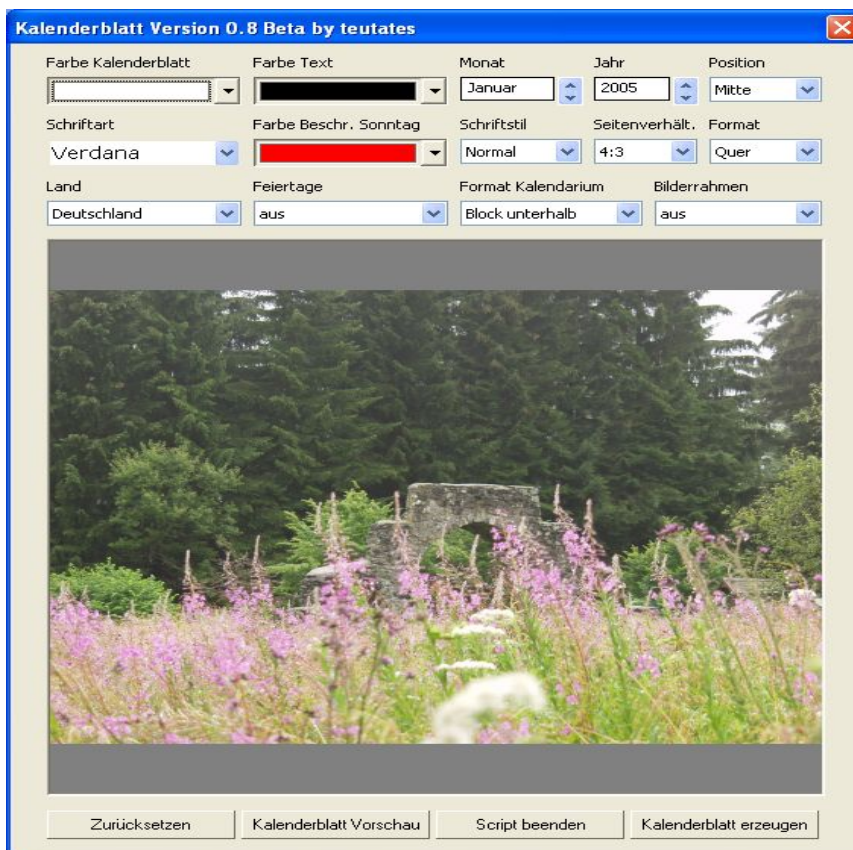 Kalenderblatt Version 0.8 Beta by teutates
Farbe Kalenderblatt Farbe Text Monat Jahr Position
Januar 2005 Mitte
Schriftart Farbe Beschr. Sonntag Schriftstil Seitenverhält. Format
Verdana Normal 4:3 Quer
Land Feiertage Format Kalendarium Bilderrahmen
Deutschland aus Block unterhalb aus
Zurücksetzen Kalenderblatt Vorschau Script beenden Kalenderblatt erzeugen